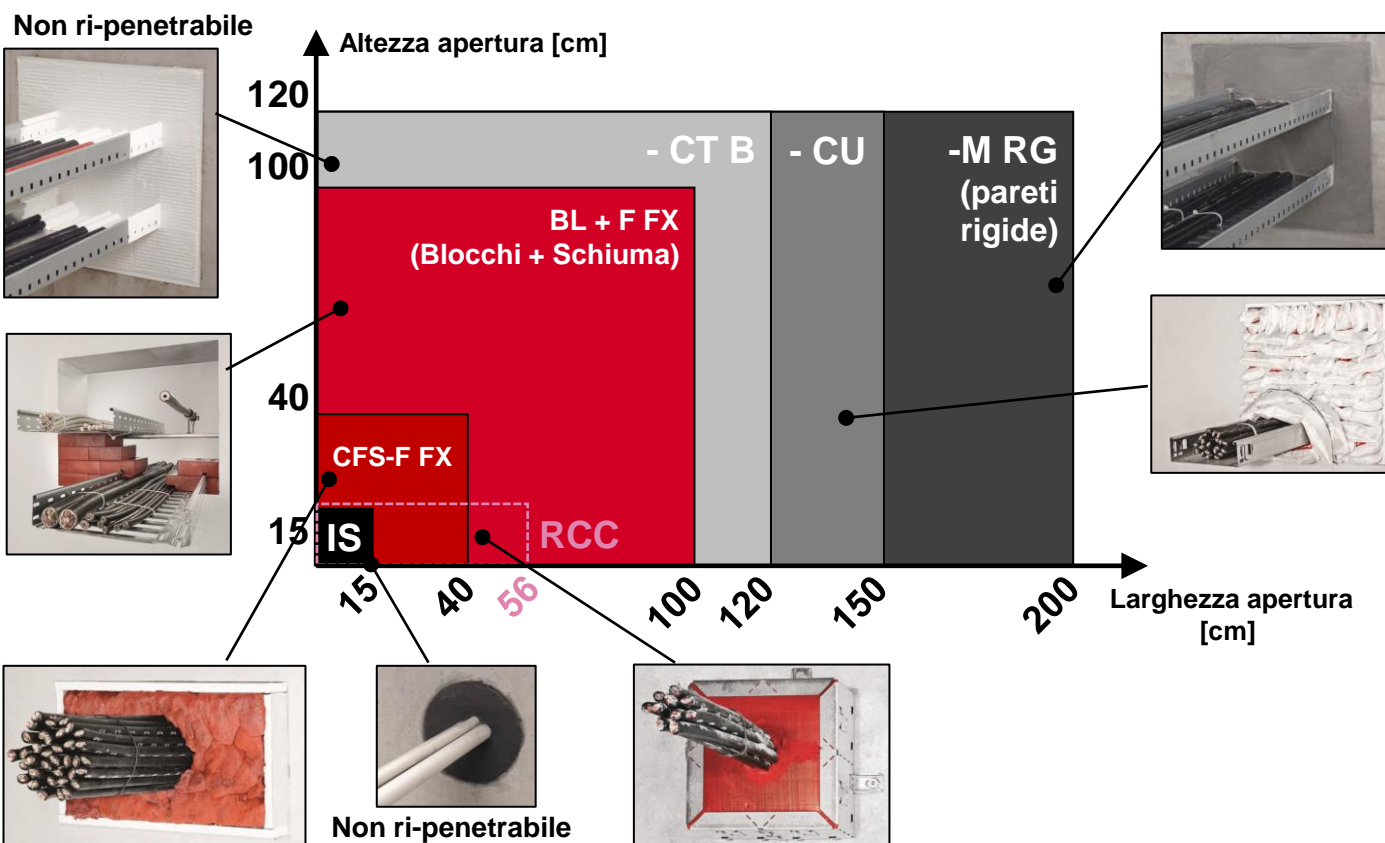 Non ri-penetrabile
Altezza apertura [cm]
120
100
40
15
- CT B
- CU
-M RG
(pareti
rigide)
BL + F FX
(Blocchi + Schiuma)
CFS-F FX
IS
RCC
15
40
56
100
120
150
200
Larghezza apertura
[cm]
Non ri-penetrabile